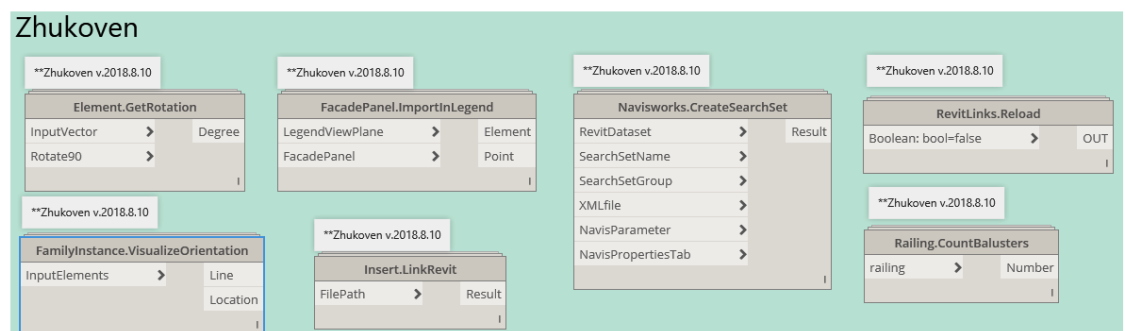 Zhukoven
**Zhukoven v.2018.8.10
Element.GetRotation
InputVector > Degree
Rotate90 >
**Zhukoven v.2018.8.10
FacadePanel.ImportInLegend
LegendViewPlane > Element
FacadePanel > Point
**Zhukoven v.2018.8.10
Navisworks.CreateSearchSet
RevitDataset > Result
SearchSetName >
SearchSetGroup >
XMLfile >
NavisParameter >
NavisPropertiesTab >
**Zhukoven v.2018.8.10
RevitLinks.Reload
Boolean: bool=false > OUT
**Zhukoven v.2018.8.10
FamilyInstance.VisualizeOrientation
InputElements > Line
Location
**Zhukoven v.2018.8.10
Insert.LinkRevit
FilePath > Result
**Zhukoven v.2018.8.10
Railing.CountBalusters
railing > Number